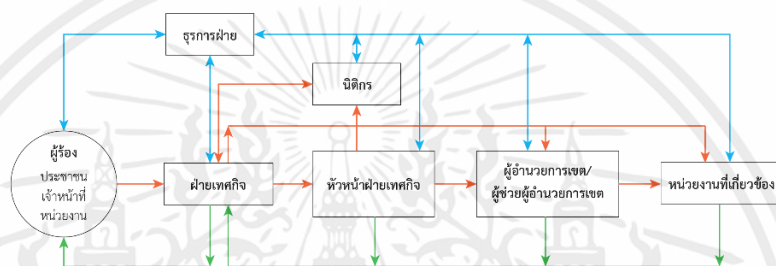 ธุรการฝ่าย
นิติกร
ผู้ร้อง
ประชาชน
เจ้าหน้าที่
หน่วยงาน
ฝ่ายเทศกิจ
หัวหน้าฝ่ายเทศกิจ
ผู้อำนวยการเขต/
ผู้ช่วยผู้อำนวยการเขต
หน่วยงานที่เกี่ยวข้อง